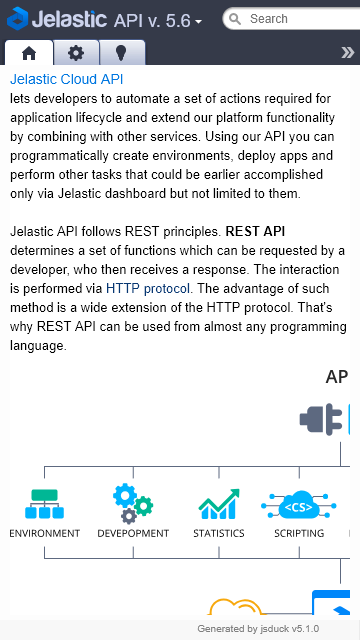 Jelastic API v. 5.6
Search
Jelastic Cloud API
lets developers to automate a set of actions required for
application lifecycle and extend our platform functionality
by combining with other services. Using our API you can
programmatically create environments, deploy apps and
perform other tasks that could be earlier accomplished
only via Jelastic dashboard but not limited to them.
Jelastic API follows REST principles. REST API
determines a set of functions which can be requested by a
developer, who then receives a response. The interaction
is performed via HTTP protocol. The advantage of such
method is a wide extension of the HTTP protocol. That's
why REST API can be used from almost any programming
language.
AP
<CS>
ENVIRONMENT DEVEPOPMENT STATISTICS SCRIPTING
Generated by jsduck v5.1.0